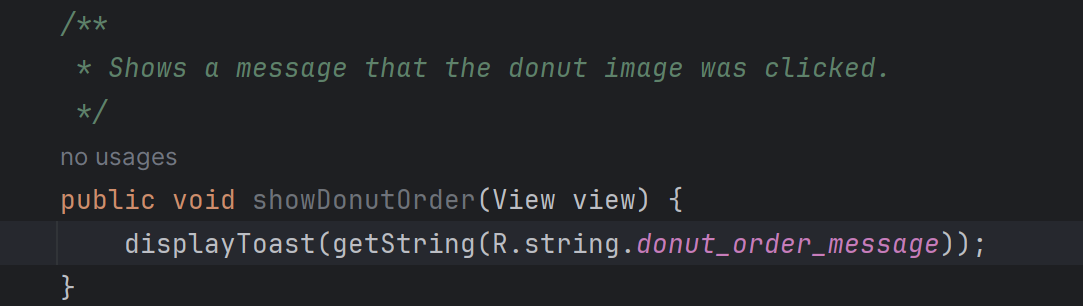 /**
 * Shows a message that the donut image was clicked.
 */
no usages
public void showDonutOrder(View view) {
    displayToast(getString(R.string.donut_order_message));
}